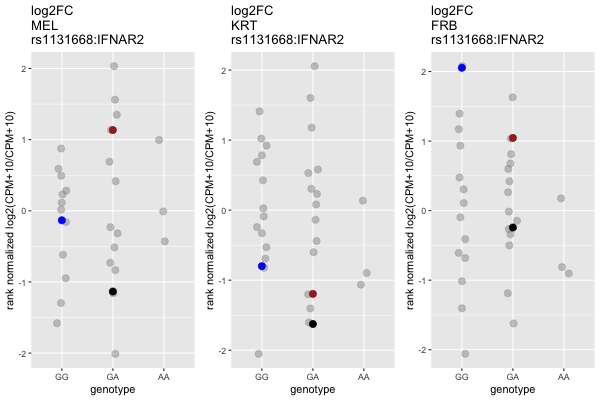 log2FC
MEL
rs1131668:IFNAR2
rank normalized log2(CPM+10/CPM+10)
2
1
0
-1
-2
GG
GA
AA
genotype
log2FC
KRT
rs1131668:IFNAR2
rank normalized log2(CPM+10/CPM+10)
2
1
0
-1
-2
GG
GA
AA
genotype
log2FC
FRB
rs1131668:IFNAR2
rank normalized log2(CPM+10/CPM+10)
2
1
0
-1
-2
GG
GA
AA
genotype